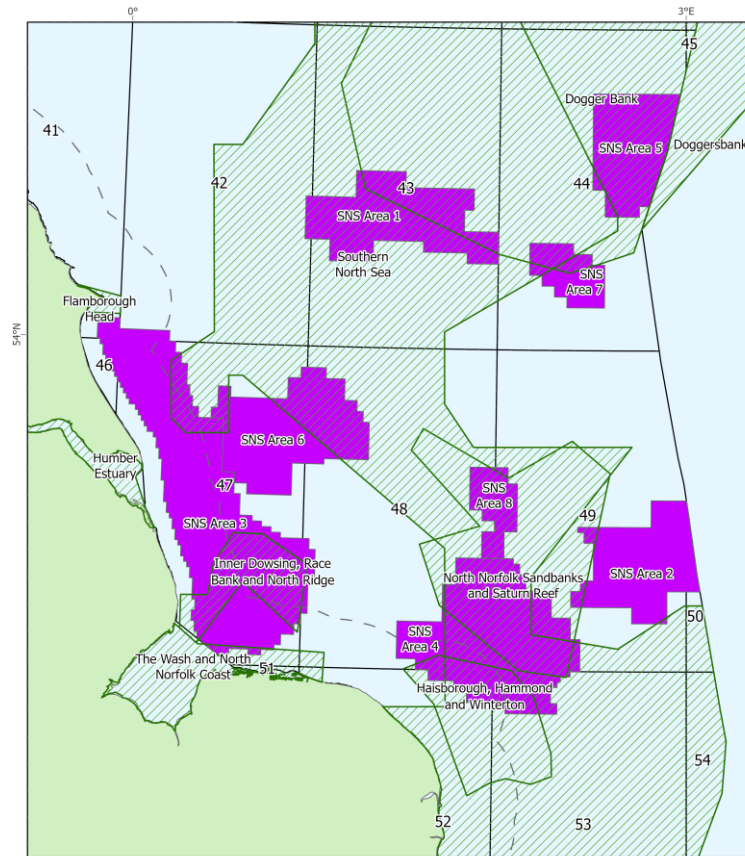 0°
3°E
45
Dogger Bank
41
SNS Area 5
Doggersbank
42
43
44
SNS Area 1
Southern
North Sea
SNS
Area 7
Flamborough
Head
54°N
46
SNS Area 6
Humber
Estuary
47
SNS
Area 8
48
49
SNS Area 3
Inner Dowsing, Race
Bank and North Ridge
North Norfolk Sandbanks
and Saturn Reef
SNS Area 2
50
SNS
Area 4
The Wash and North
Norfolk Coast
51
Haisborough, Hammond
and Winterton
54
52
53